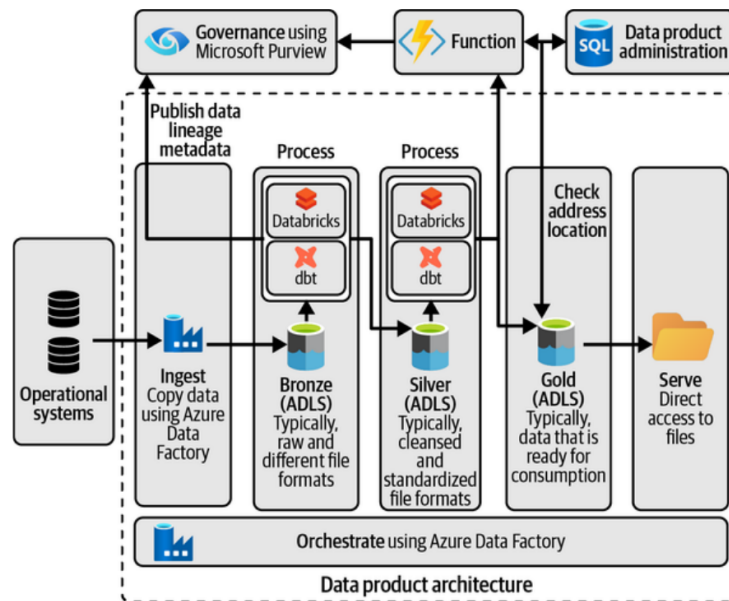 Governance using
Microsoft Purview
Function
SQL
Data product
administration
Publish data
lineage
metadata
Process
Process
Databricks
dbt
Databricks
dbt
Check
address
location
Operational
systems
Ingest
Copy data
using Azure
Data
Factory
Bronze
(ADLS)
Typically,
raw and
different file
formats
Silver
(ADLS)
Typically,
cleansed
and
standardized
file formats
Gold
(ADLS)
Typically,
data that is
ready for
consumption
Serve
Direct
access to
files
Orchestrate using Azure Data Factory
Data product architecture